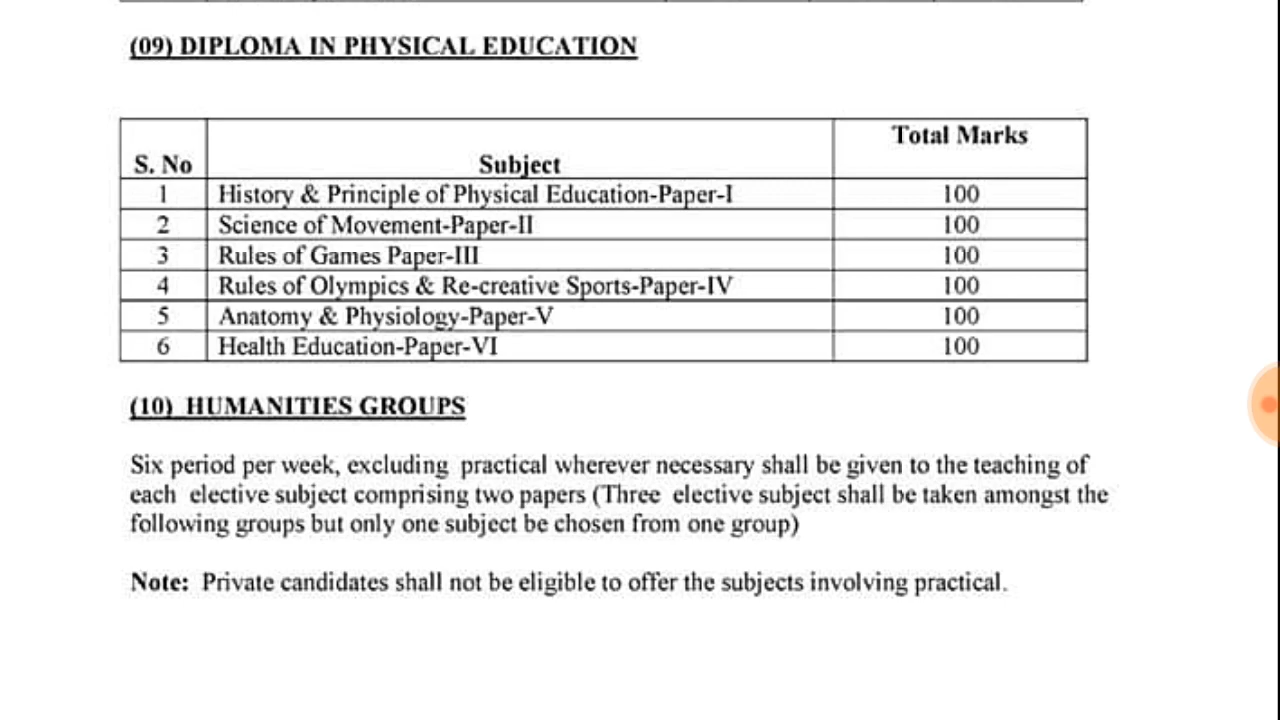 (09) DIPLOMA IN PHYSICAL EDUCATION
S. No Subject Total Marks
1 History & Principle of Physical Education-Paper-I 100
2 Science of Movement-Paper-II 100
3 Rules of Games Paper-III 100
4 Rules of Olympics & Re-creative Sports-Paper-IV 100
5 Anatomy & Physiology-Paper-V 100
6 Health Education-Paper-VI 100
(10) HUMANITIES GROUPS
Six period per week, excluding practical wherever necessary shall be given to the teaching of
each elective subject comprising two papers (Three elective subject shall be taken amongst the
following groups but only one subject be chosen from one group)
Note: Private candidates shall not be eligible to offer the subjects involving practical.